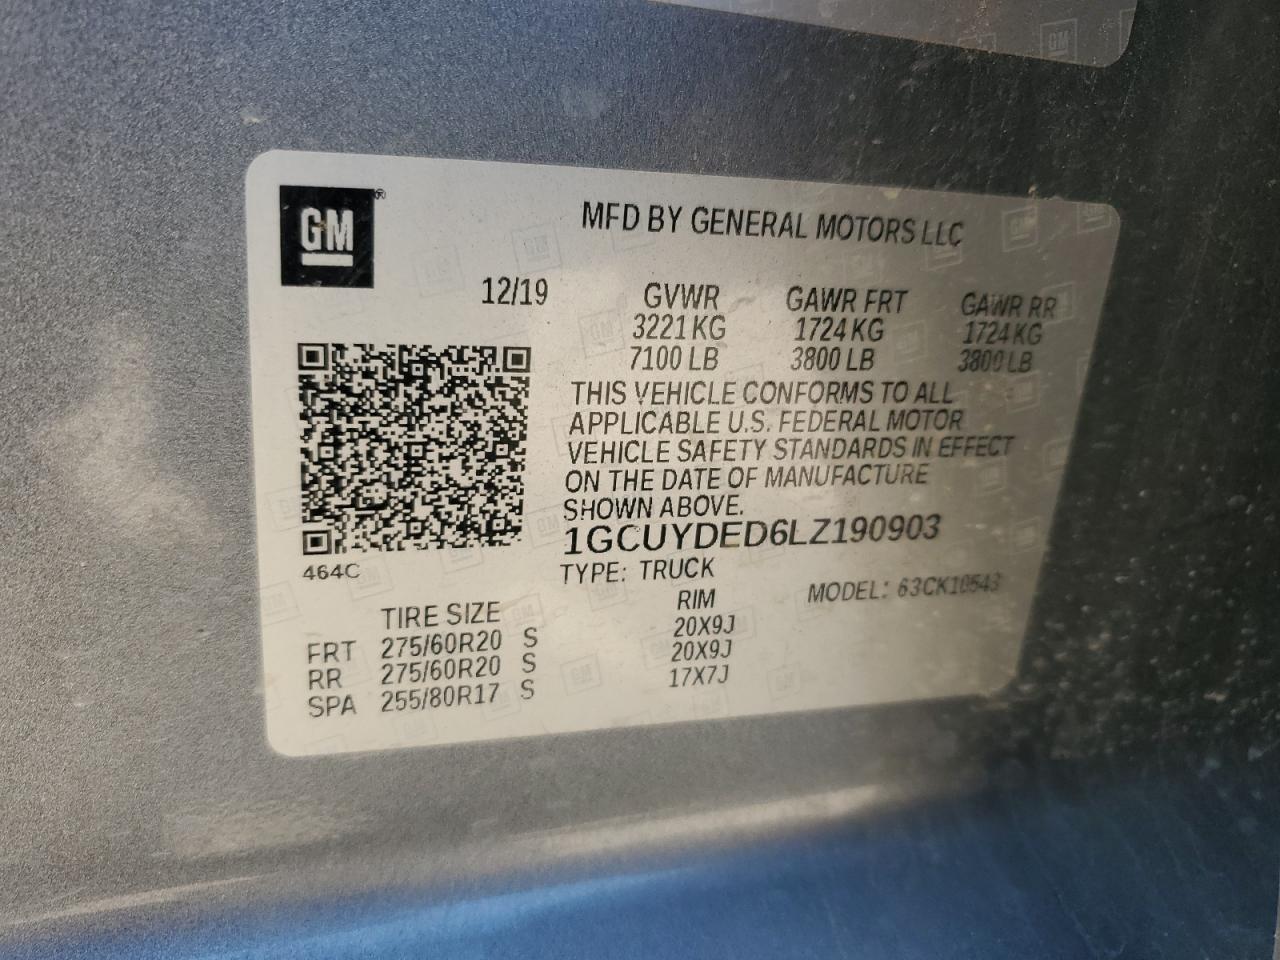 GM®
MFD BY GENERAL MOTORS LLC
12/19 GVWR GAWR FRT GAWR RR
3221 KG 1724 KG 1724 KG
7100 LB 3800 LB 3800 LB
THIS VEHICLE CONFORMS TO ALL
APPLICABLE U.S. FEDERAL MOTOR
VEHICLE SAFETY STANDARDS IN EFFECT
ON THE DATE OF MANUFACTURE
SHOWN ABOVE.
1GCUYDED6LZ190903
464C
TYPE: TRUCK
MODEL: 63CK10543
TIRE SIZE RIM
FRT 275/60R20 S 20X9J
RR 275/60R20 S 20X9J
SPA 255/80R17 S 17X7J